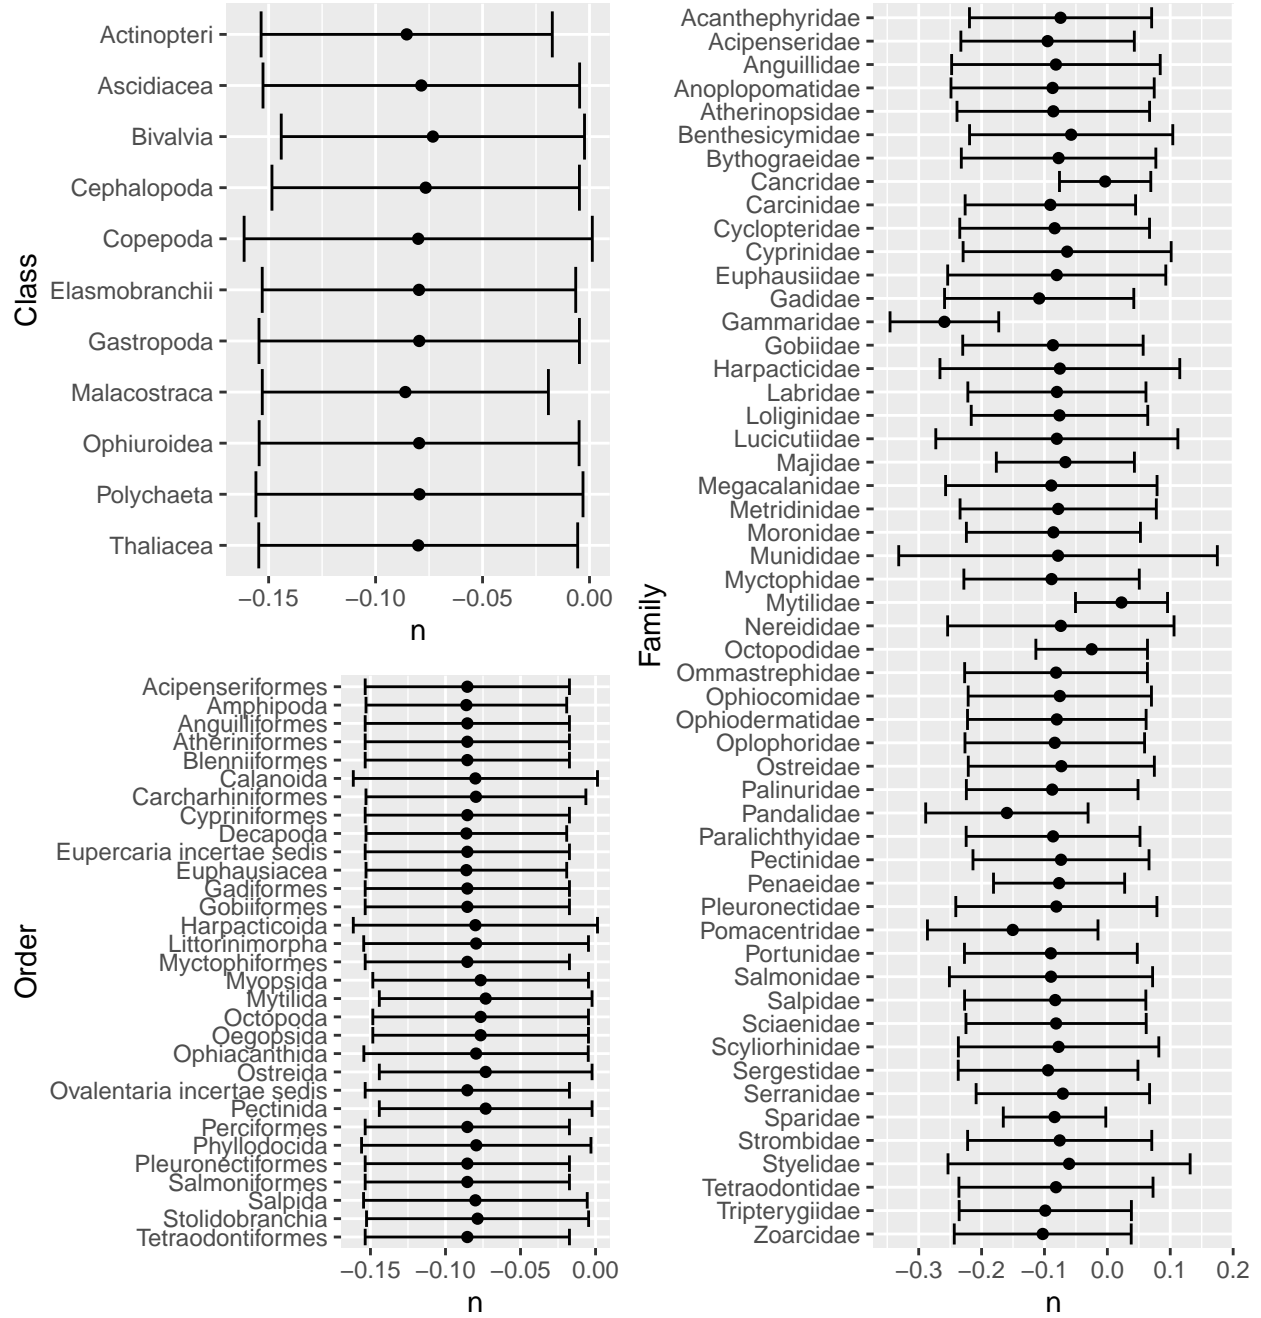 Class
Actinopteri
Ascidiacea
Bivalvia
Cephalopoda
Copepoda
Elasmobranchii
Gastropoda
Malacostraca
Ophiuroidea
Polychaeta
Thaliacea
−0.15 −0.10 −0.05 0.00
n
Order
Acipenseriformes
Amphipoda
Anguilliformes
Atheriniformes
Blenniiformes
Calanoida
Carcharhiniformes
Cypriniformes
Decapoda
Eupercaria incertae sedis
Euphausiacea
Gadiformes
Gobiiformes
Harpacticoida
Littorinimorpha
Myctophiformes
Myopsida
Mytilida
Octopoda
Oegopsida
Ophiacanthida
Ostreida
Ovalentaria incertae sedis
Pectinida
Perciformes
Phyllodocida
Pleuronectiformes
Salmoniformes
Salpida
Stolidobranchia
Tetraodontiformes
−0.15 −0.10 −0.05 0.00
n
Family
Acanthephyridae
Acipenseridae
Anguillidae
Anoplopomatidae
Atherinopsidae
Benthesicymidae
Bythograeidae
Cancridae
Carcinidae
Cyclopteridae
Cyprinidae
Euphausiidae
Gadidae
Gammaridae
Gobiidae
Harpacticidae
Labridae
Loliginidae
Lucicutiidae
Majidae
Megacalanidae
Metridinidae
Moronidae
Munididae
Myctophidae
Mytilidae
Nereididae
Octopodidae
Ommastrephidae
Ophiocomidae
Ophiodermatidae
Oplophoridae
Ostreidae
Palinuridae
Pandalidae
Paralichthyidae
Pectinidae
Penaeidae
Pleuronectidae
Pomacentridae
Portunidae
Salmonidae
Salpidae
Sciaenidae
Scyliorhinidae
Sergestidae
Serranidae
Sparidae
Strombidae
Styelidae
Tetraodontidae
Tripterygiidae
Zoarcidae
−0.3 −0.2 −0.1 0.0 0.1 0.2
n